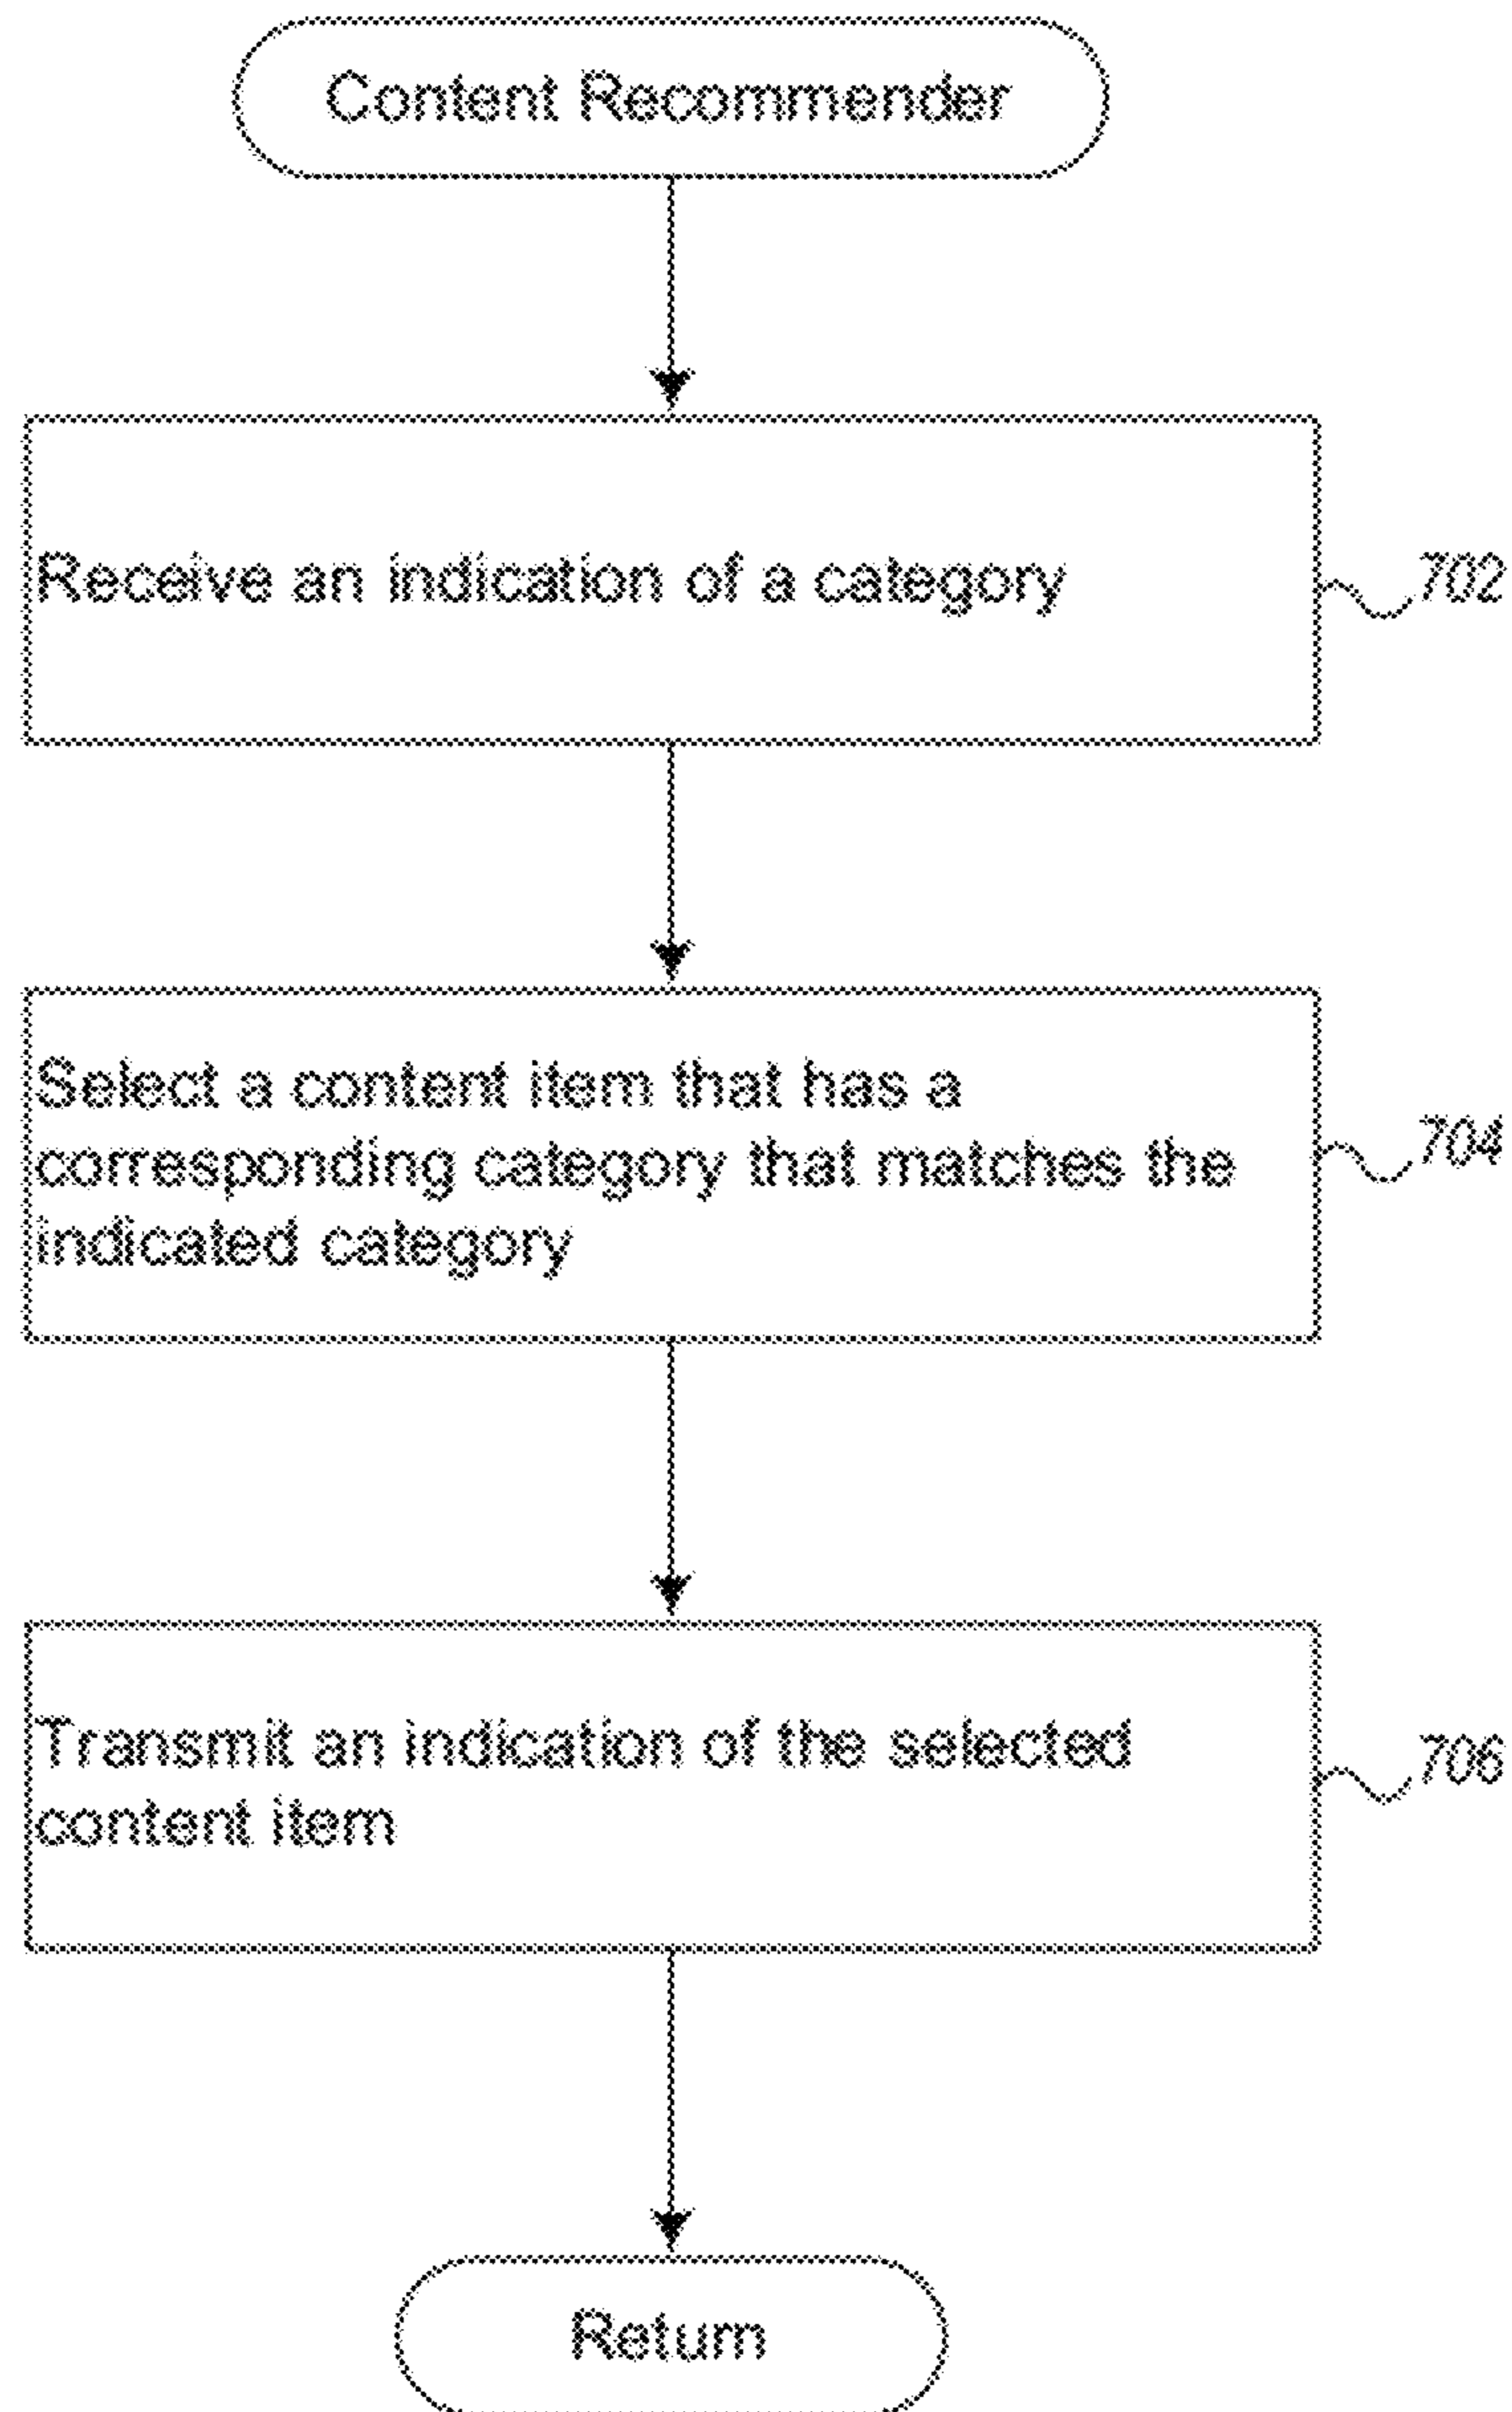 Content Recommender
Receive an indication of a category
702
Select a content item that has a
corresponding category that matches the
indicated category
704
Transmit an indication of the selected
content item
706
Return